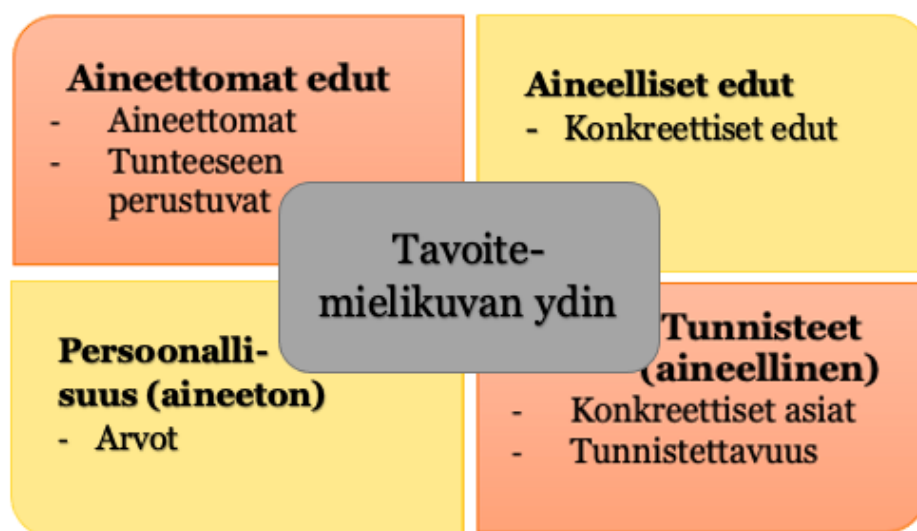 Aineettomat edut
- Aineettomat
- Tunteeseen
perustuvat
Aineelliset edut
- Konkreettiset edut
Tavoite-
mielikuvan ydin
Persoonalli-
suus (aineeton)
- Arvot
Tunnisteet
(aineellinen)
- Konkreettiset asiat
- Tunnistettavuus